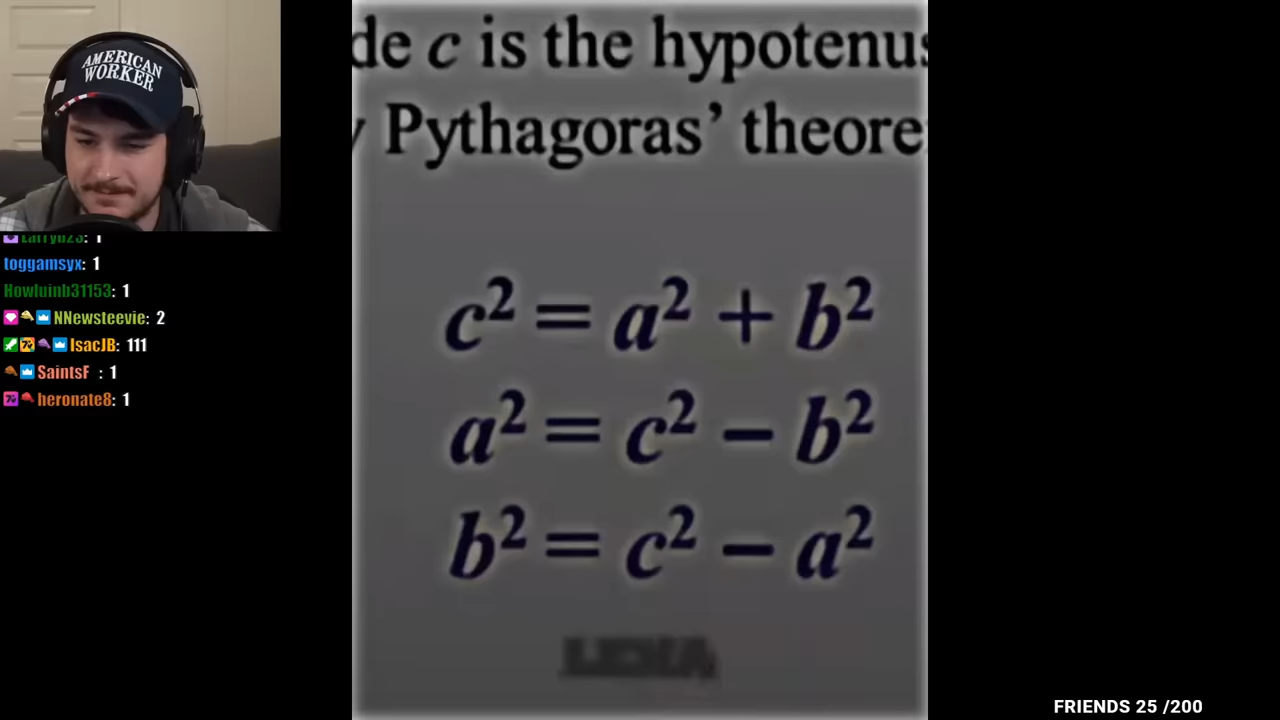 AMERICAN
WORKER
toggamsyx: 1
Howluinb31153: 1
NNewsteevie: 2
IsacJB: 111
SaintsF : 1
heronate8: 1
de c is the hypotenus
Pythagoras’ theore
c² = a² + b²
a² = c² − b²
b² = c² − a²
FRIENDS 25 /200